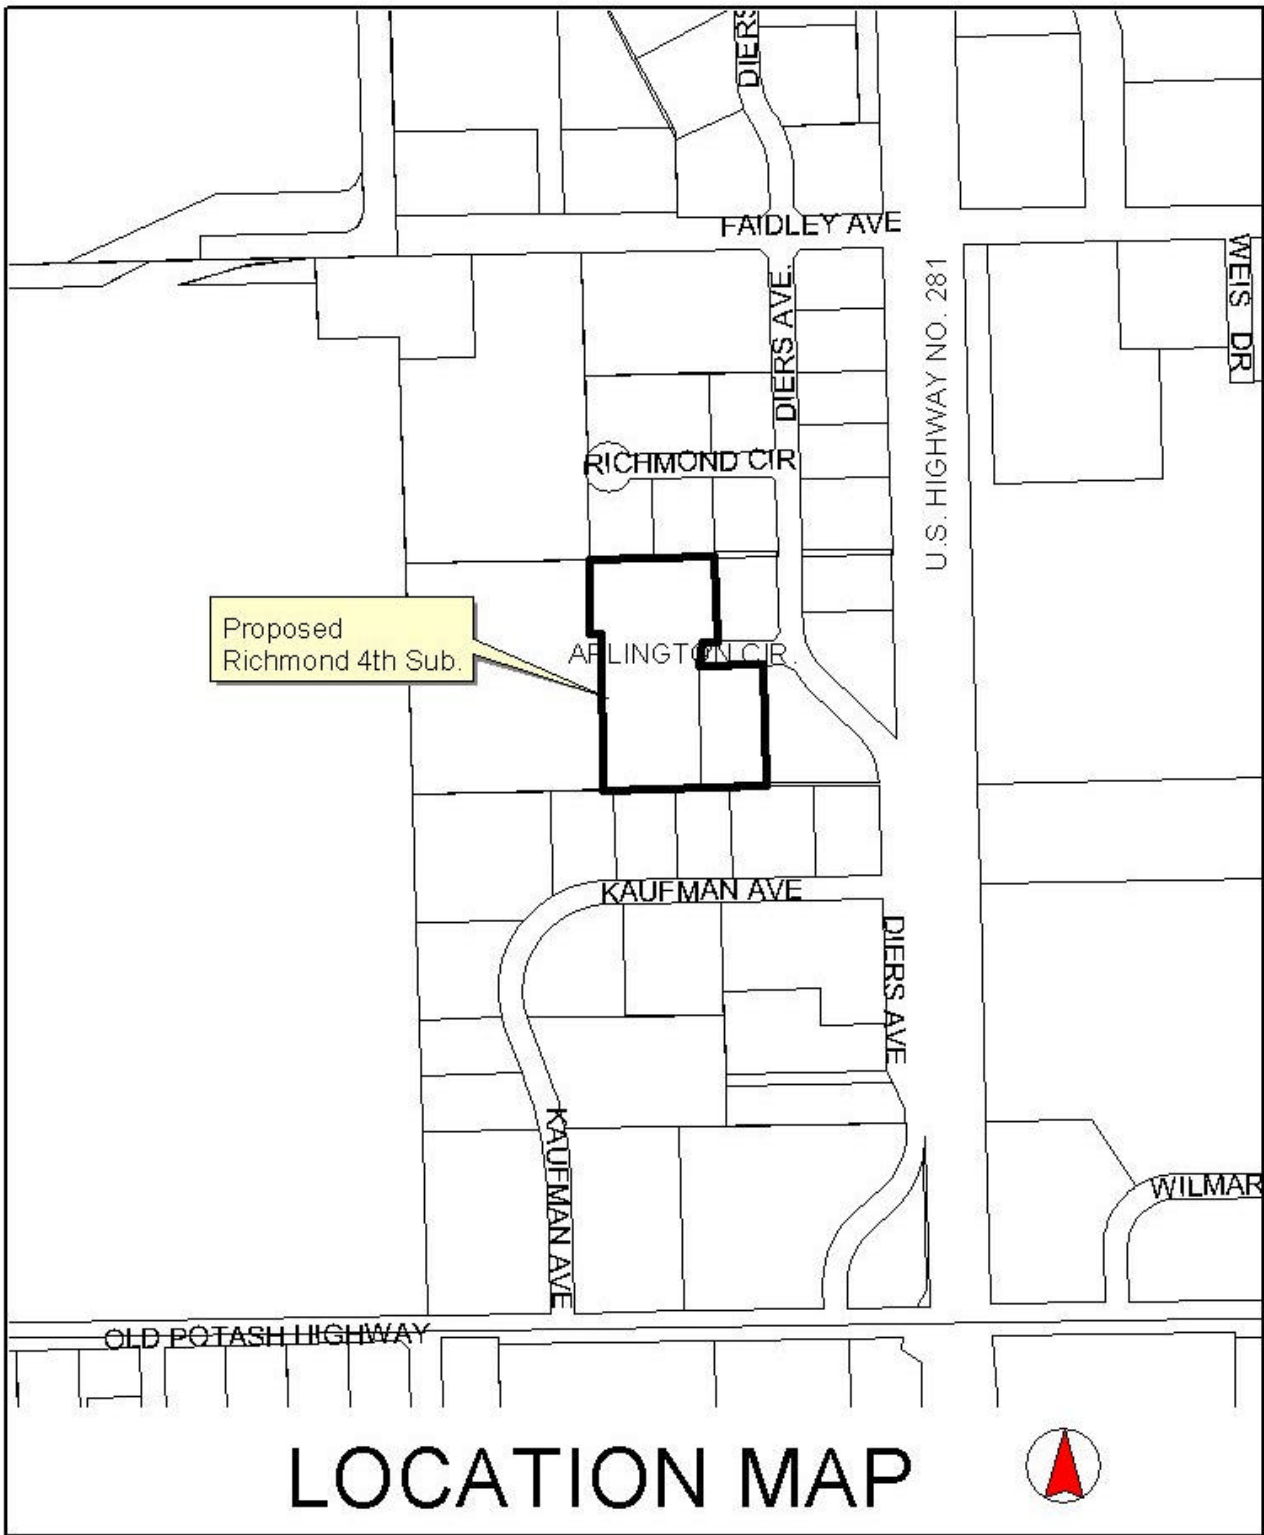 DIERS
FAIDLEY AVE
WEIS DR
DIERS AVE.
U.S. HIGHWAY NO. 281
RICHMOND CIR
Proposed
Richmond 4th Sub.
ARLINGTON CIR.
KAUFMAN AVE
DIERS AVE
KAUFMAN AVE
WILMAR
OLD POTASH HIGHWAY
LOCATION MAP